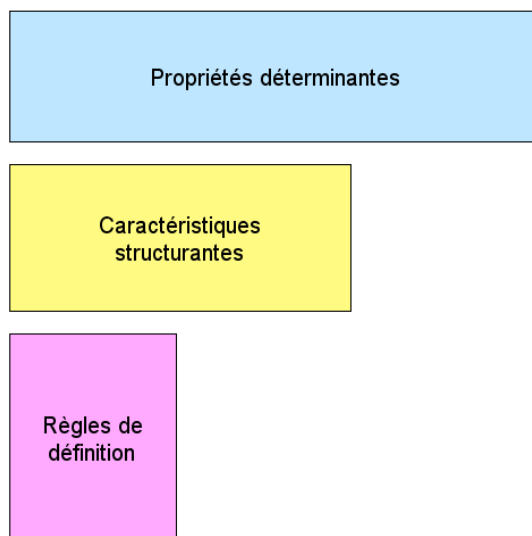 Propriétés déterminantes
Caractéristiques
structurantes
Règles de
définition